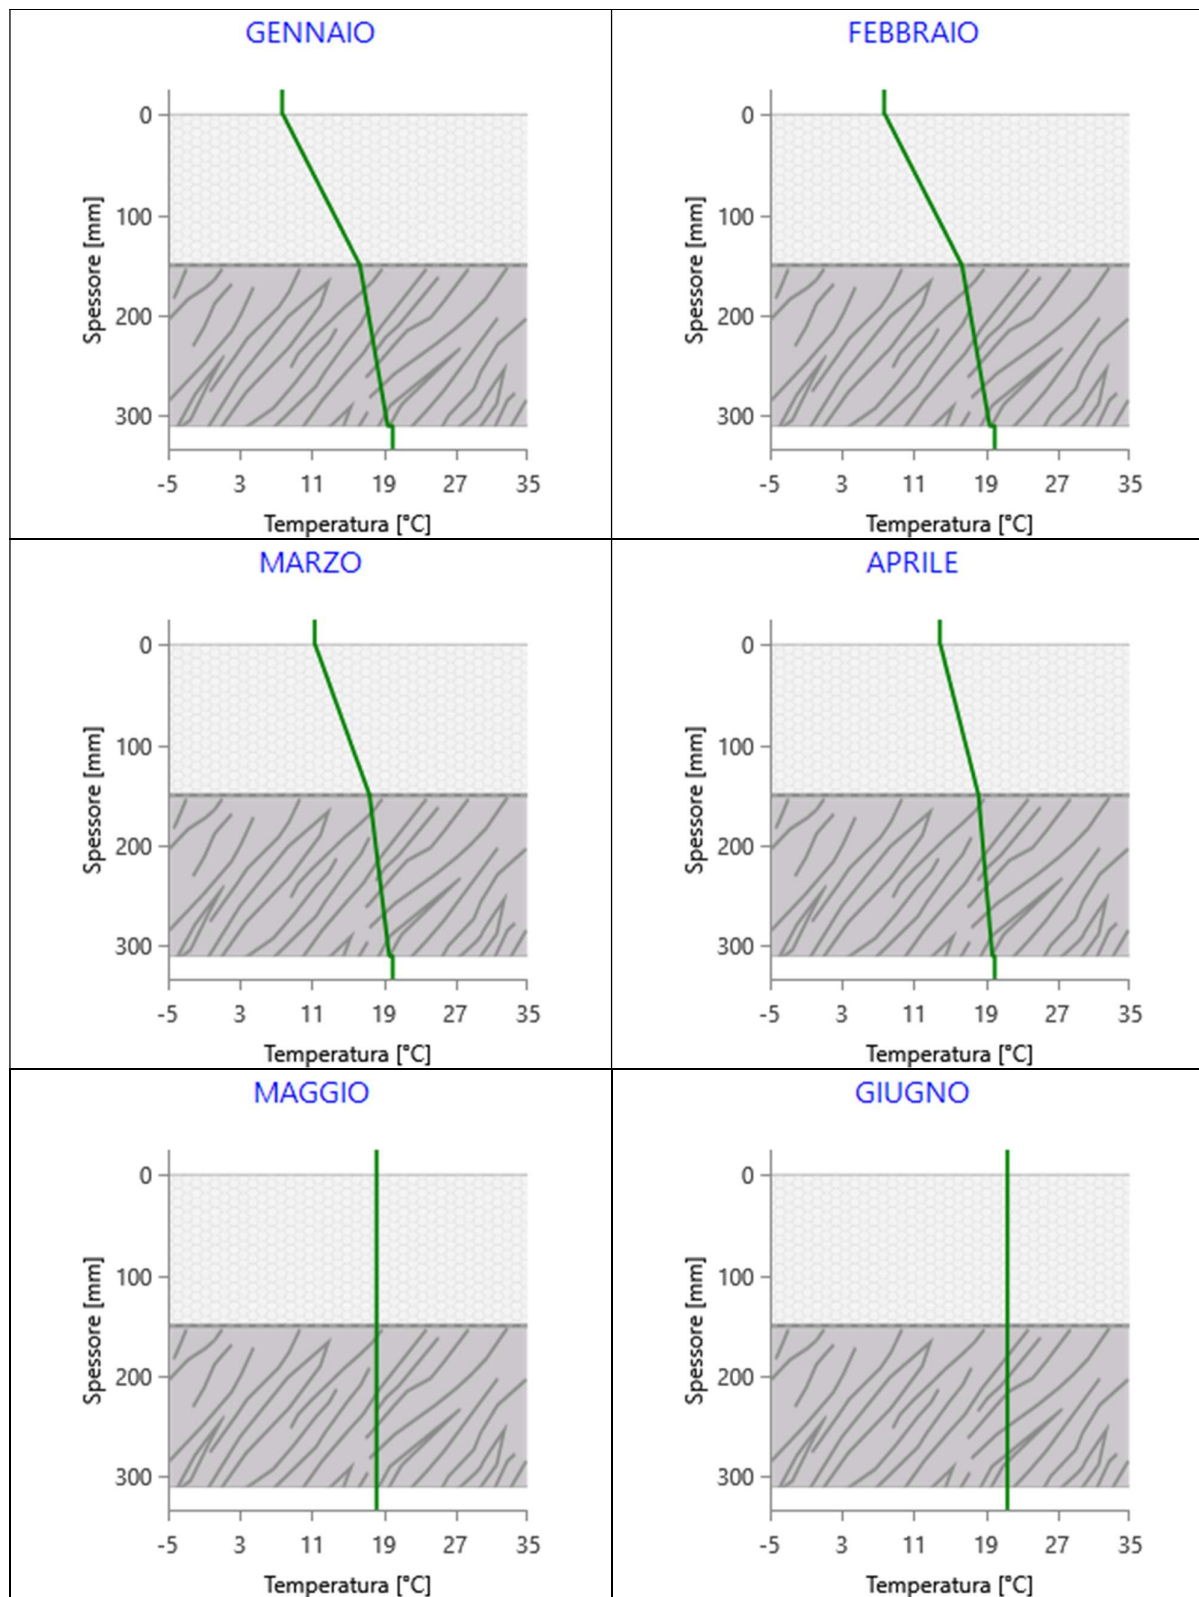 GENNAIO
0
100
200
300
Spessore [mm]
-5 3 11 19 27 35
Temperatura [°C]
FEBBRAIO
0
100
200
300
Spessore [mm]
-5 3 11 19 27 35
Temperatura [°C]
MARZO
0
100
200
300
Spessore [mm]
-5 3 11 19 27 35
Temperatura [°C]
APRILE
0
100
200
300
Spessore [mm]
-5 3 11 19 27 35
Temperatura [°C]
MAGGIO
0
100
200
300
Spessore [mm]
-5 3 11 19 27 35
Temperatura [°C]
GIUGNO
0
100
200
300
Spessore [mm]
-5 3 11 19 27 35
Temperatura [°C]